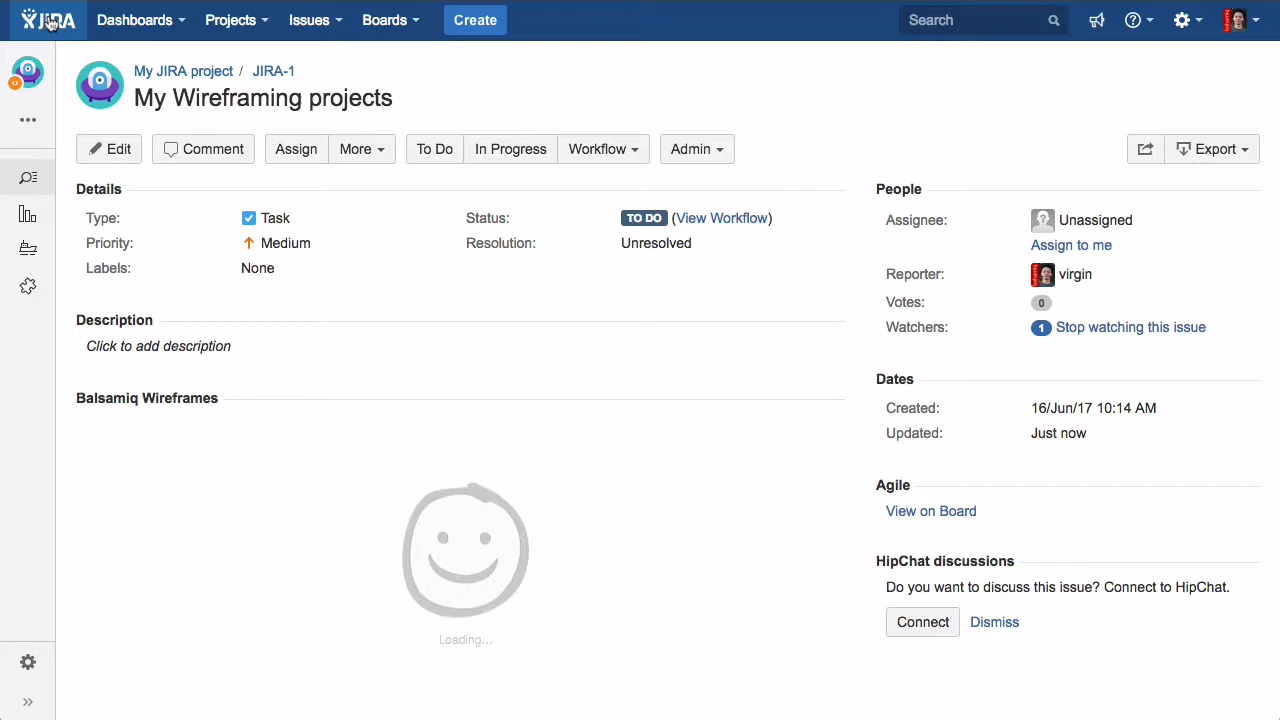 JIRA Dashboards Projects Issues Boards Create Search
My JIRA project / JIRA-1
My Wireframing projects
Edit Comment Assign More To Do In Progress Workflow Admin Export
Details
Type: Task
Priority: Medium
Labels: None
Status: TO DO (View Workflow)
Resolution: Unresolved
Description
Click to add description
Balsamiq Wireframes
Loading...
People
Assignee: Unassigned
Assign to me
Reporter: virgin
Votes: 0
Watchers: 1 Stop watching this issue
Dates
Created: 16/Jun/17 10:14 AM
Updated: Just now
Agile
View on Board
HipChat discussions
Do you want to discuss this issue? Connect to HipChat.
Connect Dismiss